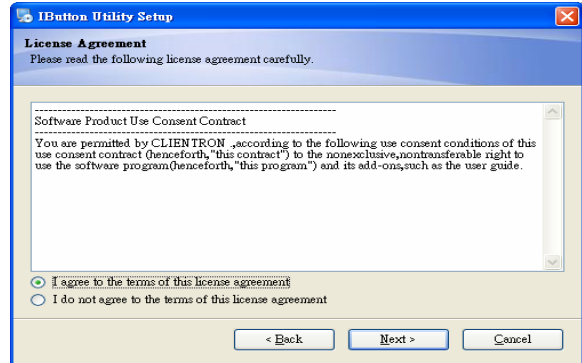 IButton Utility Setup
License Agreement
Please read the following license agreement carefully.
------------------------------------------------------------
Software Product Use Consent Contract
------------------------------------------------------------
You are permitted by CLIENTRON .,according to the following use consent conditions of this
use consent contract (henceforth,"this contract") to the nonexclusive,nontransferable right to
use the software program(henceforth,"this program") and its add-ons,such as the user guide.
I agree to the terms of this license agreement
I do not agree to the terms of this license agreement
< Back
Next >
Cancel